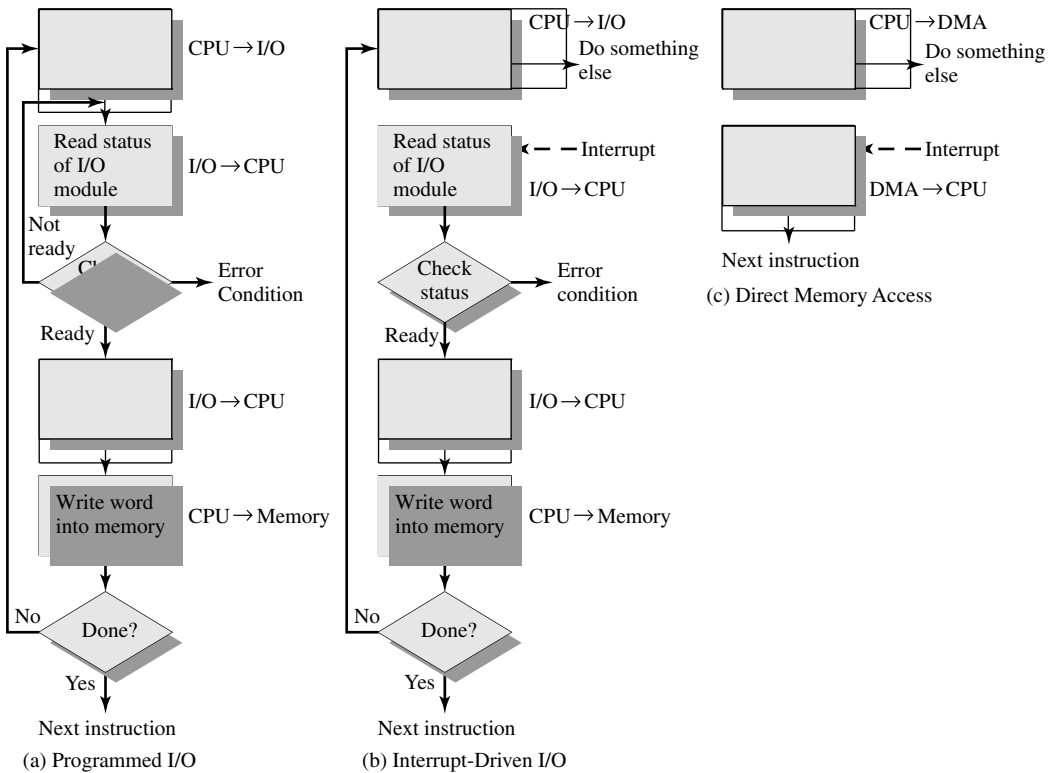 CPU → I/O
Read status
of I/O
module
I/O → CPU
Not
ready
Error
Condition
Ready
I/O → CPU
Write word
into memory
CPU → Memory
No
Done?
Yes
Next instruction
(a) Programmed I/O
CPU → I/O
Do something
else
Read status
of I/O
module
Interrupt
I/O → CPU
Check
status
Error
condition
Ready
I/O → CPU
Write word
into memory
CPU → Memory
No
Done?
Yes
Next instruction
(b) Interrupt-Driven I/O
CPU → DMA
Do something
else
Interrupt
DMA → CPU
Next instruction
(c) Direct Memory Access